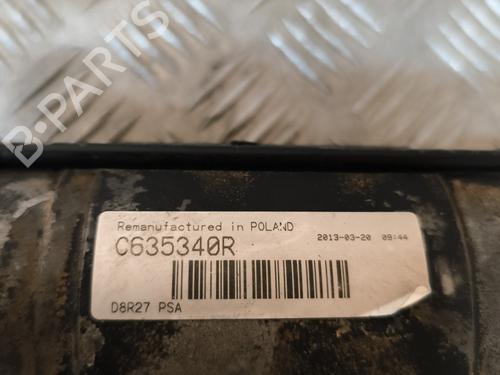 B-PARTS
Remanufactured in POLAND
C635340R
2013-03-20 09:44
D8R27 PSA